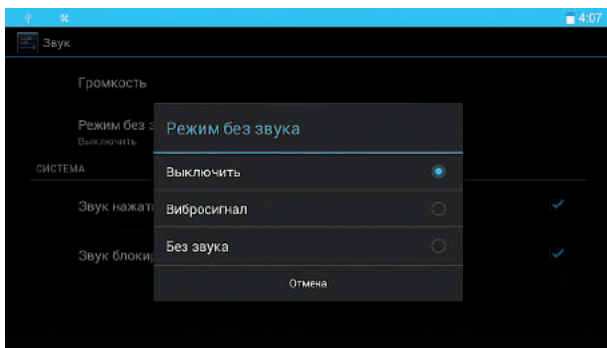 4:07
Звук
Громкость
Режим без з
Выключить
СИСТЕМА
Звук нажати
Звук блокир
Режим без звука
Выключить
Вибросигнал
Без звука
Отмена